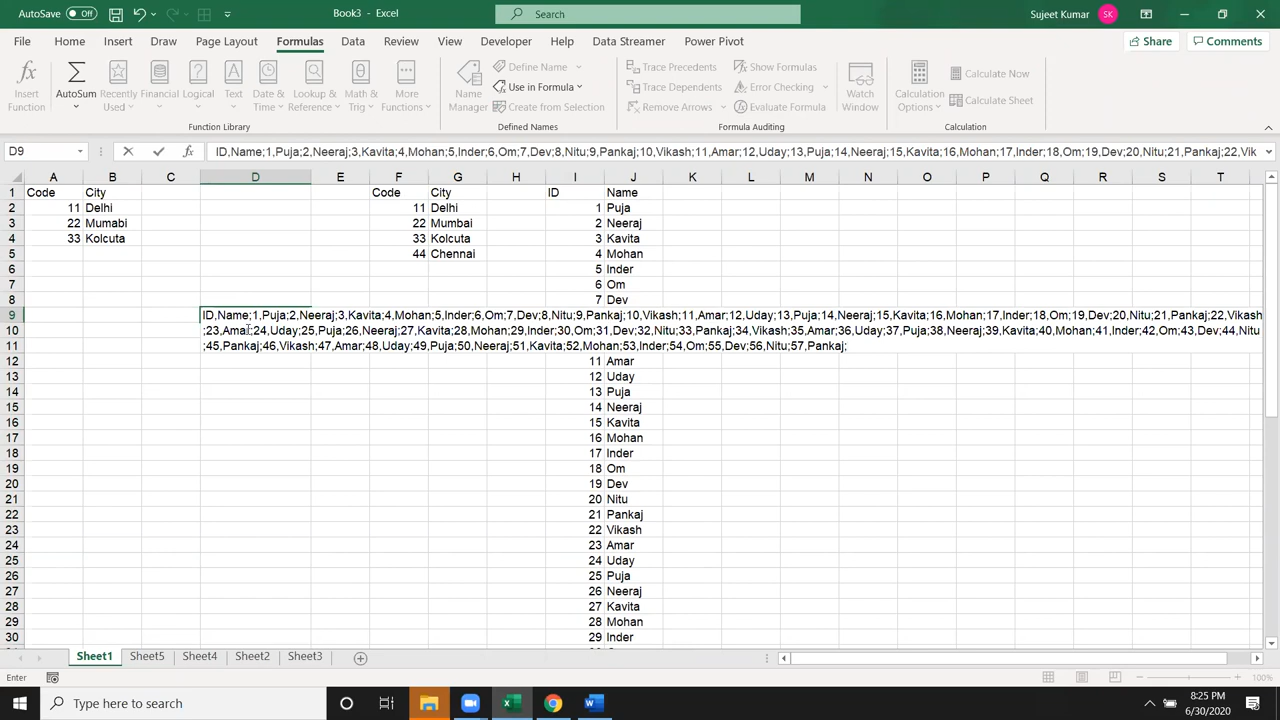 AutoSave Off Book3 - Excel Search Sujeet Kumar SK
File Home Insert Draw Page Layout Formulas Data Review View Developer Help Data Streamer Power Pivot Share Comments
Insert Function
AutoSum
Recently Used
Financial
Logical
Text
Date & Time
Lookup & Reference
Math & Trig
More Functions
Function Library
Name Manager
Define Name
Use in Formula
Create from Selection
Defined Names
Trace Precedents
Trace Dependents
Remove Arrows
Show Formulas
Error Checking
Evaluate Formula
Formula Auditing
Watch Window
Calculation Options
Calculate Now
Calculate Sheet
Calculation
D9 fx ID,Name;1,Puja;2,Neeraj;3,Kavita;4,Mohan;5,Inder;6,Om;7,Dev;8,Nitu;9,Pankaj;10,Vikash;11,Amar;12,Uday;13,Puja;14,Neeraj;15,Kavita;16,Mohan;17,Inder;18,Om;19,Dev;20,Nitu;21,Pankaj;22,Vik
A B C D E F G H I J K L M N O P Q R S T
1 Code City Code City ID Name
2 11 Delhi 11 Delhi 1 Puja
3 22 Mumabi 22 Mumbai 2 Neeraj
4 33 Kolcuta 33 Kolcuta 3 Kavita
5 44 Chennai 4 Mohan
6 5 Inder
7 6 Om
8 7 Dev
9 ID,Name;1,Puja;2,Neeraj;3,Kavita;4,Mohan;5,Inder;6,Om;7,Dev;8,Nitu;9,Pankaj;10,Vikash;11,Amar;12,Uday;13,Puja;14,Neeraj;15,Kavita;16,Mohan;17,Inder;18,Om;19,Dev;20,Nitu;21,Pankaj;22,Vikash
10 ;23,Amar;24,Uday;25,Puja;26,Neeraj;27,Kavita;28,Mohan;29,Inder;30,Om;31,Dev;32,Nitu;33,Pankaj;34,Vikash;35,Amar;36,Uday;37,Puja;38,Neeraj;39,Kavita;40,Mohan;41,Inder;42,Om;43,Dev;44,Nitu
11 ;45,Pankaj;46,Vikash;47,Amar;48,Uday;49,Puja;50,Neeraj;51,Kavita;52,Mohan;53,Inder;54,Om;55,Dev;56,Nitu;57,Pankaj;
12 11 Amar
13 12 Uday
14 13 Puja
15 14 Neeraj
16 15 Kavita
17 16 Mohan
18 17 Inder
19 18 Om
20 19 Dev
21 20 Nitu
22 21 Pankaj
23 22 Vikash
24 23 Amar
25 24 Uday
26 25 Puja
27 26 Neeraj
28 27 Kavita
29 28 Mohan
30 29 Inder
Sheet1 Sheet5 Sheet4 Sheet2 Sheet3
Enter 100%
Type here to search 8:25 PM
6/30/2020